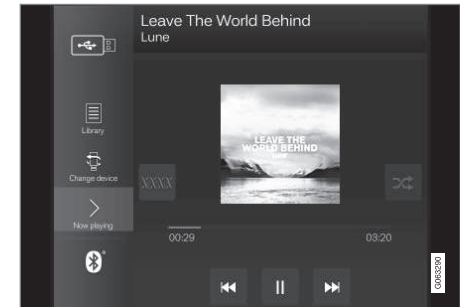 Leave The World Behind
Lune
Library
Change device
Now playing
LEAVE THE
WORLD BEHIND
LUNE
XXXX
00:29
03:20
G063290